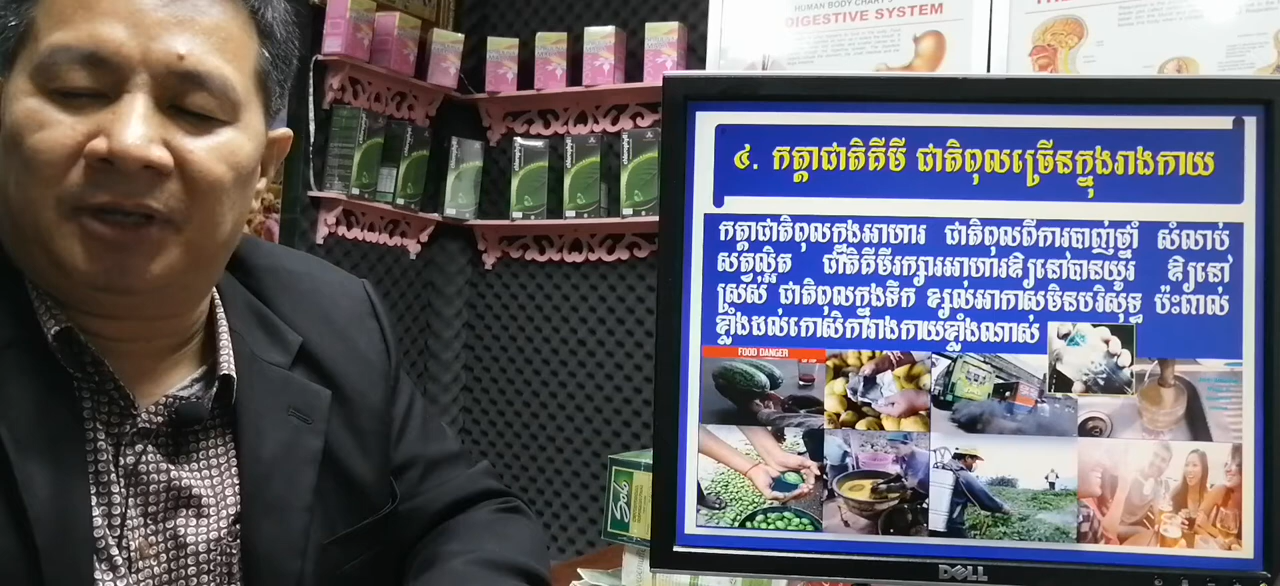 HUMAN BODY CHART
DIGESTIVE SYSTEM
៤. កត្តាជាតិគីមី ជាតិពុលច្រើនក្នុងរាងកាយ
កត្តាជាតិពុលក្នុងអាហារ ជាតិពុលពីការបាញ់ថ្នាំ សំលាប់
សត្វល្អិត ជាតិគីមីរក្សារអាហារឱ្យនៅបានយូរ ឱ្យនៅ
ស្រស់ ជាតិពុលក្នុងទឹក ខ្យល់អាកាសមិនបរិសុទ្ធ ប៉ះពាល់
ខ្លាំងដល់កោសិការាងកាយខ្លាំងណាស់
FOOD DANGER
DELL